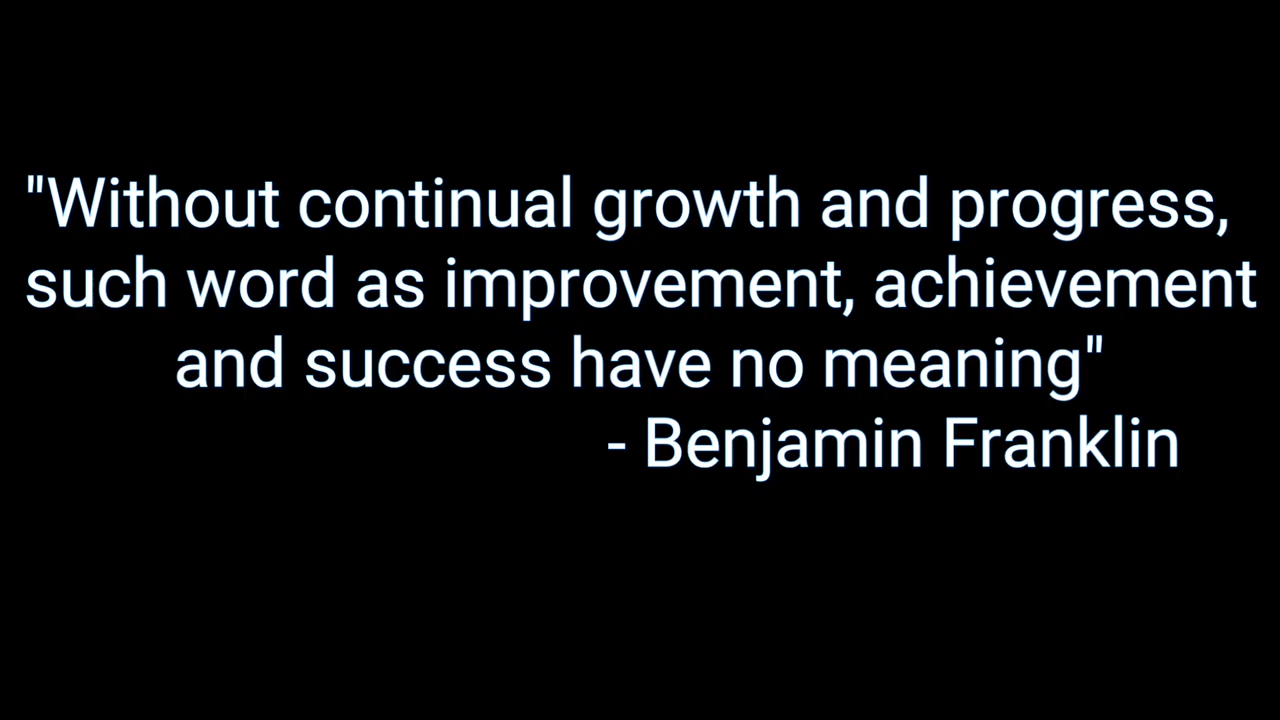 "Without continual growth and progress,
such word as improvement, achievement
and success have no meaning"
- Benjamin Franklin